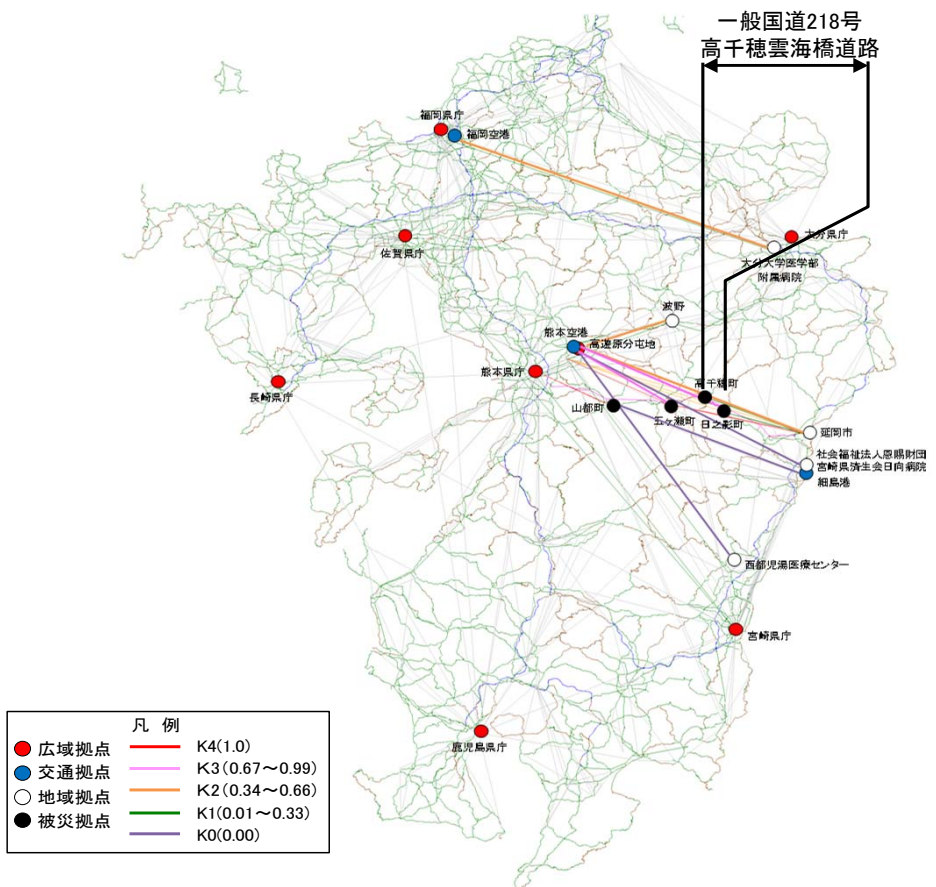 一般国道218号
高千穂雲海橋道路
福岡県庁
福岡空港
佐賀県庁
大分県庁
大分大学医学部
附属病院
波野
熊本空港
高遊原分屯地
熊本県庁
長崎県庁
高千穂町
山都町
五ヶ瀬町
日之影町
延岡市
社会福祉法人恩賜財団
宮崎県済生会日向病院
細島港
西都児湯医療センター
宮崎県庁
鹿児島県庁
凡 例
広域拠点
K4(1.0)
交通拠点
K3(0.67～0.99)
地域拠点
K2(0.34～0.66)
被災拠点
K1(0.01～0.33)
K0(0.00)